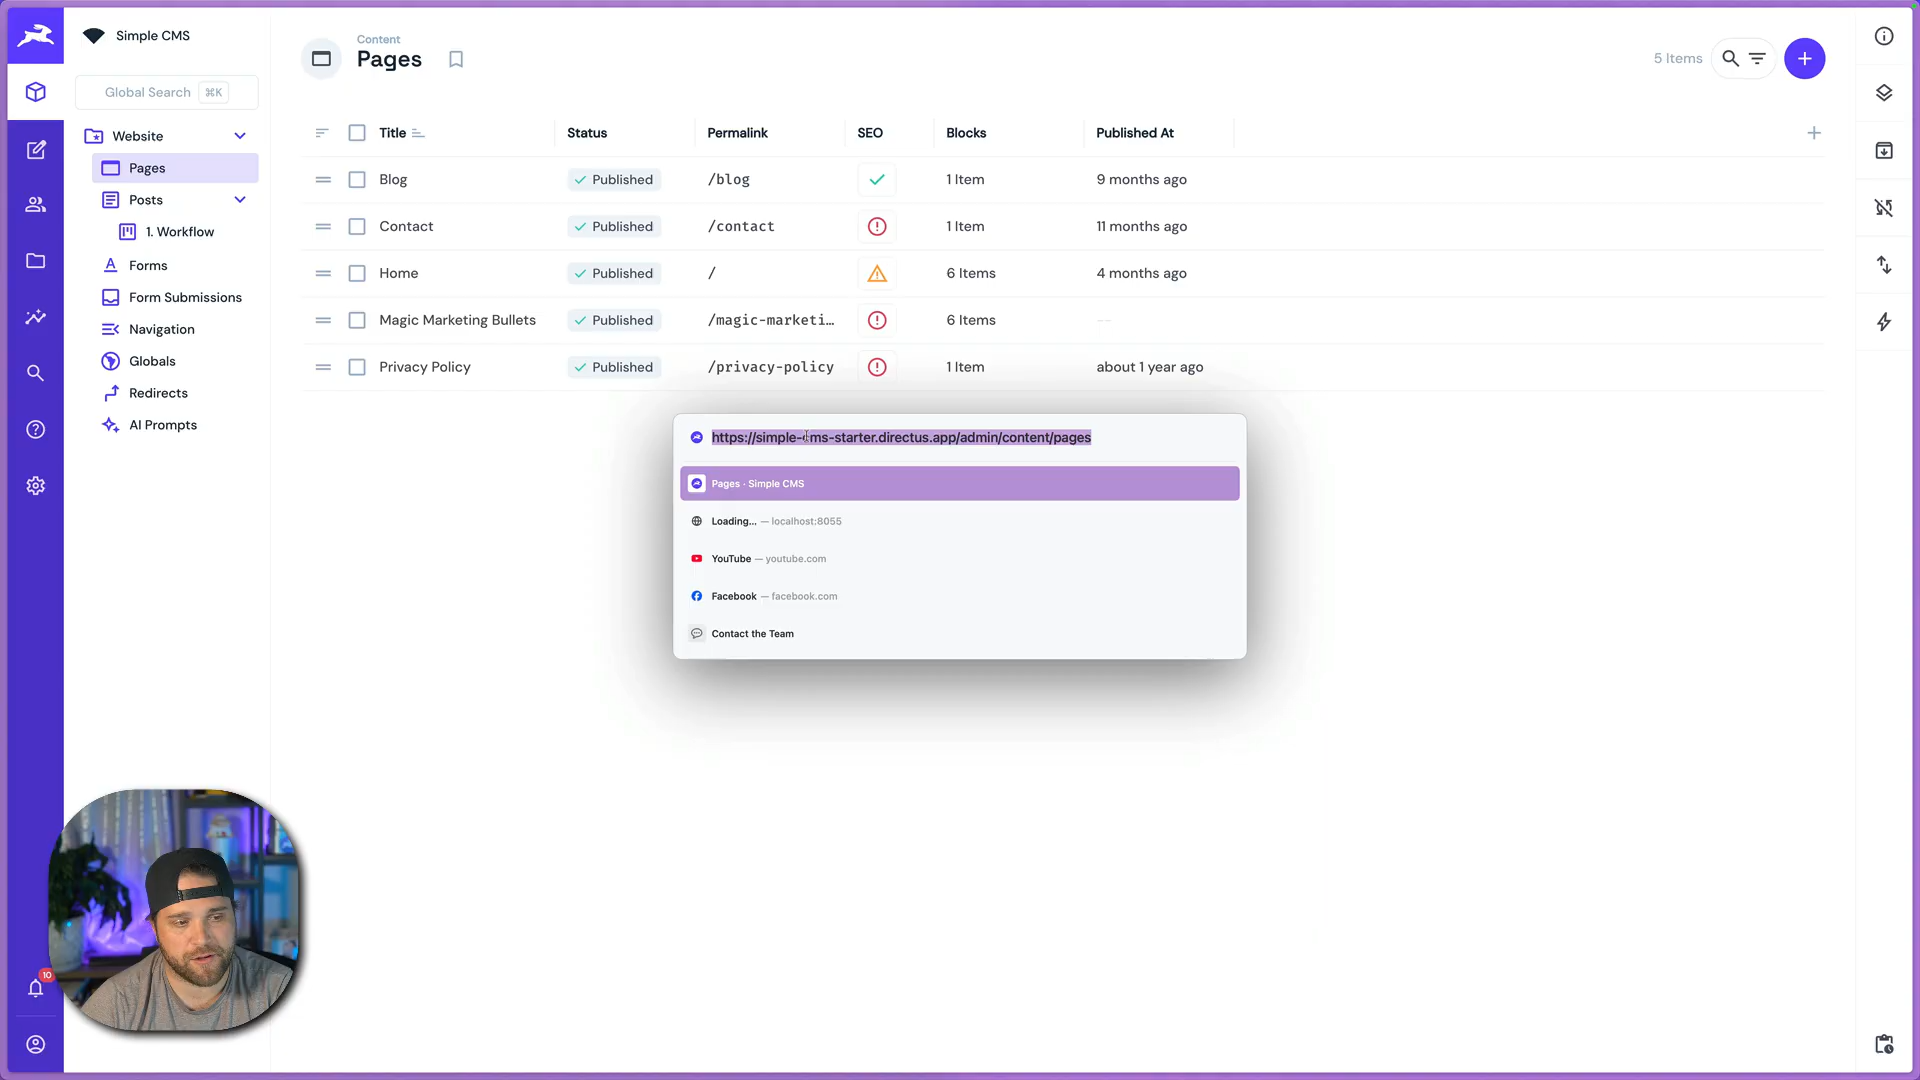 Simple CMS
Global Search ⌘K
Website
Pages
Posts
1. Workflow
Forms
Form Submissions
Navigation
Globals
Redirects
AI Prompts
10
Content
Pages
5 Items
Title Status Permalink SEO Blocks Published At
Blog Published /blog 1 Item 9 months ago
Contact Published /contact 1 Item 11 months ago
Home Published / 6 Items 4 months ago
Magic Marketing Bullets Published /magic-marketi… 6 Items --
Privacy Policy Published /privacy-policy 1 Item about 1 year ago
https://simple-cms-starter.directus.app/admin/content/pages
Pages · Simple CMS
Loading... — localhost:8055
YouTube — youtube.com
Facebook — facebook.com
Contact the Team